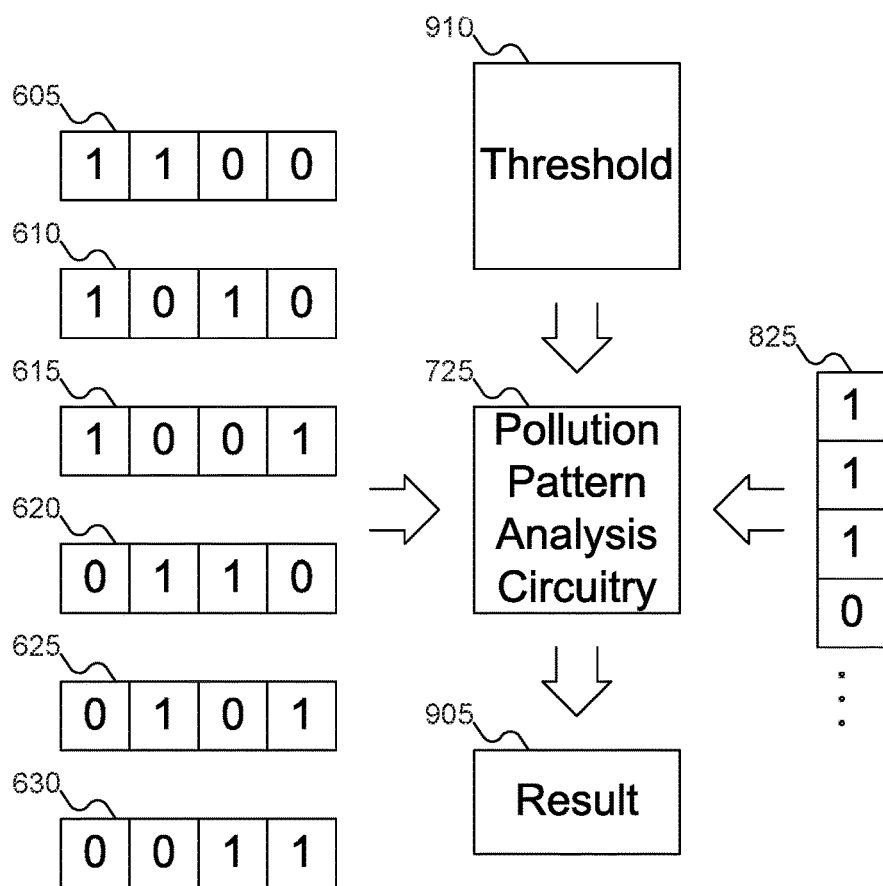 910
605
1 1 0 0
Threshold
610
1 0 1 0
825
615
725
1
1 0 0 1
Pollution
Pattern
Analysis
Circuitry
1
1
0
620
0 1 1 0
625
0 1 0 1
905
Result
630
0 0 1 1